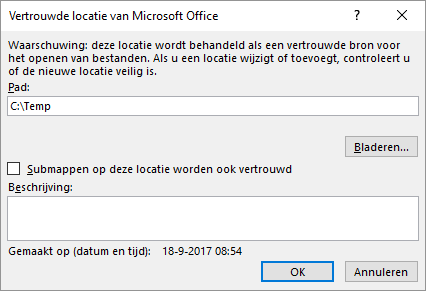 Vertrouwde locatie van Microsoft Office ? ×
Waarschuwing: deze locatie wordt behandeld als een vertrouwde bron voor
het openen van bestanden. Als u een locatie wijzigt of toevoegt, controleert u
of de nieuwe locatie veilig is.
Pad:
C:\Temp
Bladeren...
Submappen op deze locatie worden ook vertrouwd
Beschrijving:
Gemaakt op (datum en tijd): 18-9-2017 08:54
OK Annuleren